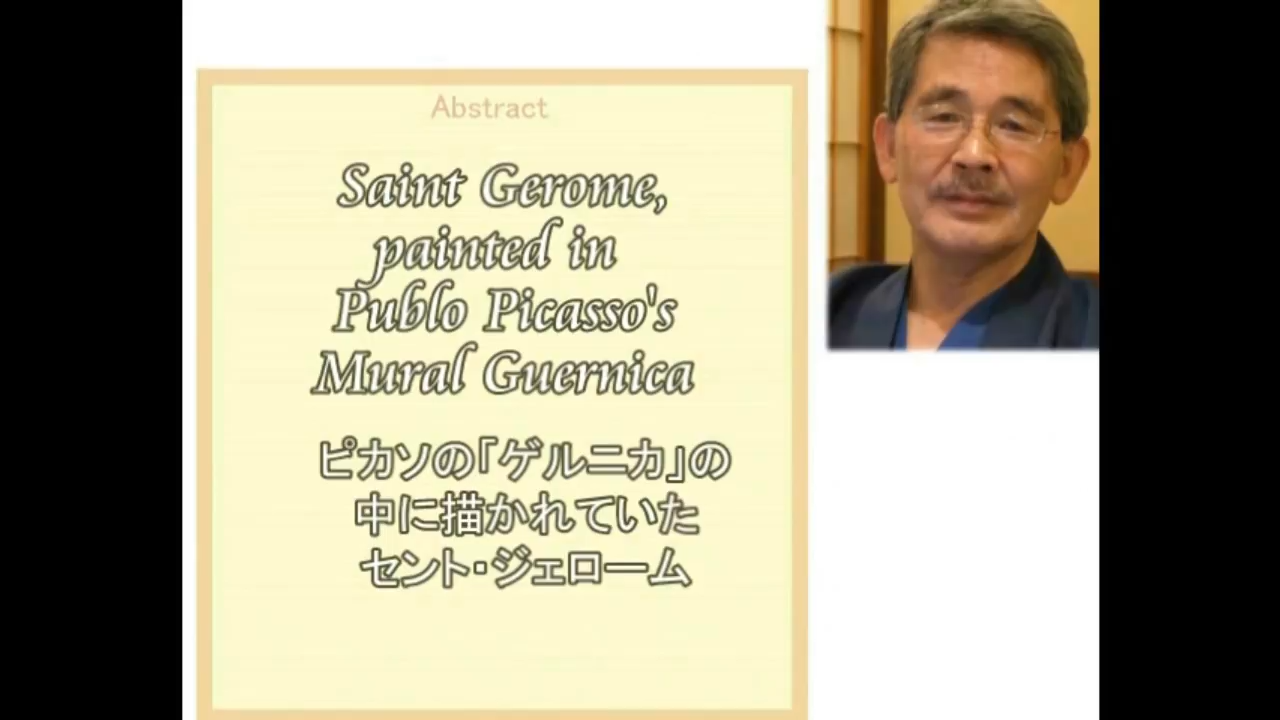 Abstract
Saint Gerome,
painted in
Publo Picasso's
Mural Guernica
ピカソの「ゲルニカ」の
中に描かれていた
セント・ジェローム